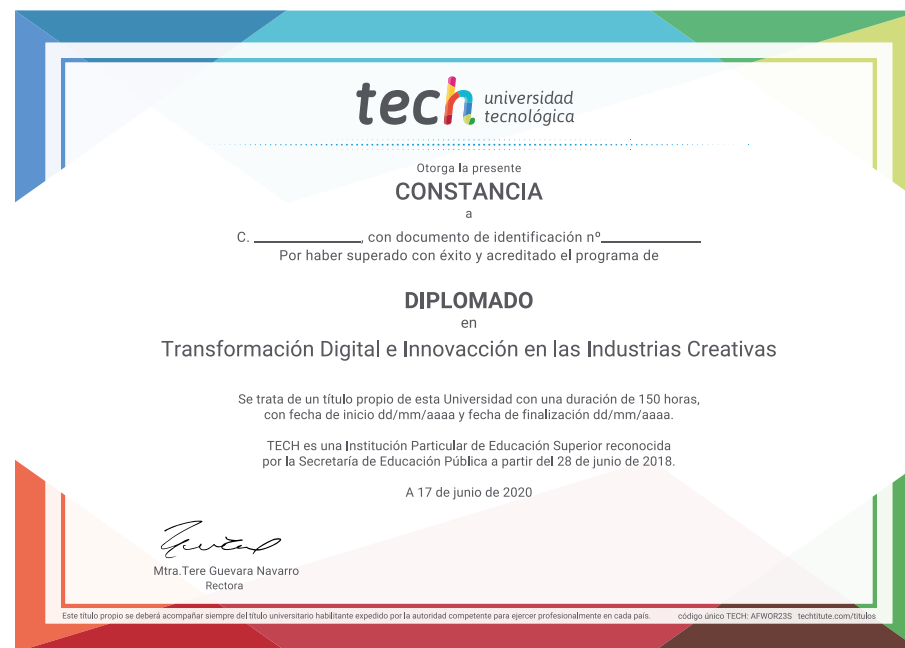 tech universidad
tecnológica
Otorga la presente
CONSTANCIA
a
C. ____________, con documento de identificación nº____________
Por haber superado con éxito y acreditado el programa de
DIPLOMADO
en
Transformación Digital e Innovacción en las Industrias Creativas
Se trata de un título propio de esta Universidad con una duración de 150 horas,
con fecha de inicio dd/mm/aaaa y fecha de finalización dd/mm/aaaa.
TECH es una Institución Particular de Educación Superior reconocida
por la Secretaría de Educación Pública a partir del 28 de junio de 2018.
A 17 de junio de 2020
Mtra.Tere Guevara Navarro
Rectora
Este título propio se deberá acompañar siempre del título universitario habilitante expedido por la autoridad competente para ejercer profesionalmente en cada país. código único TECH: AFWOR23S techtitute.com/titulos